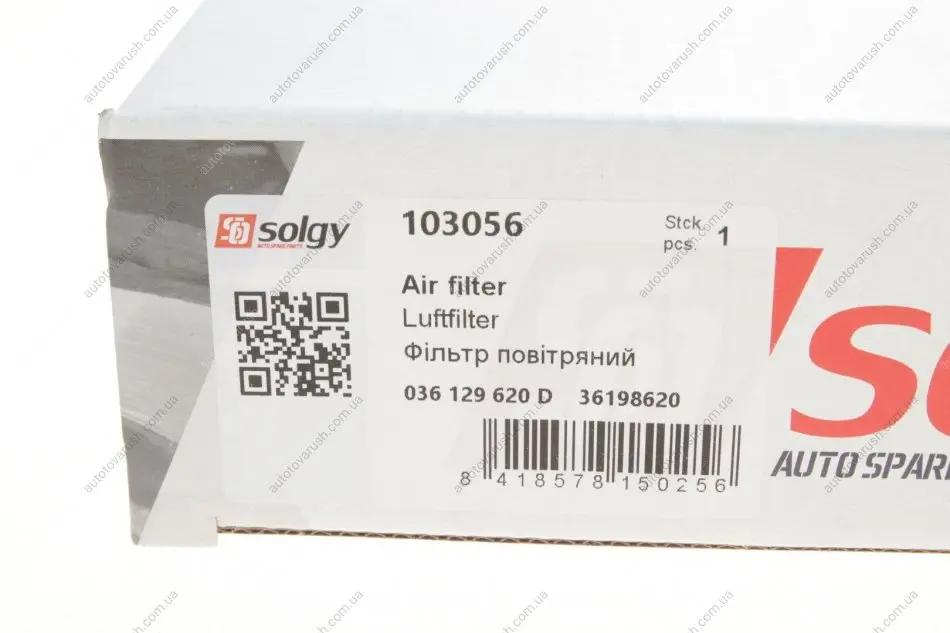 solgy
AUTO SPARE PARTS
103056
Stck.
pcs. 1
Air filter
Luftfilter
Фільтр повітряний
036 129 620 D 36198620
8 418578 150256
So
AUTO SPAR
autotovarush.com.ua